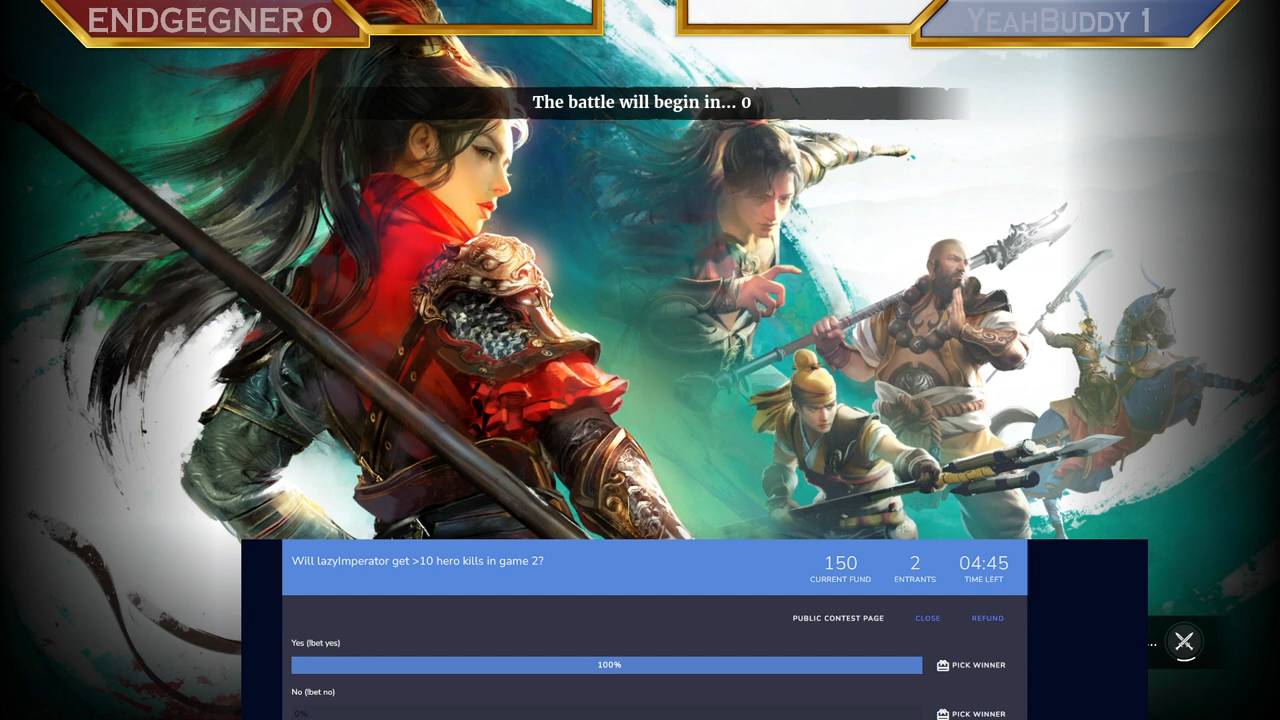 ENDGEGNER 0
YEAHBUDDY 1
The battle will begin in... 0
Will lazyImperator get >10 hero kills in game 2?
150
CURRENT FUND
2
ENTRANTS
04:45
TIME LEFT
PUBLIC CONTEST PAGE
CLOSE
REFUND
Yes (!bet yes)
100%
PICK WINNER
No (!bet no)
0%
PICK WINNER
...